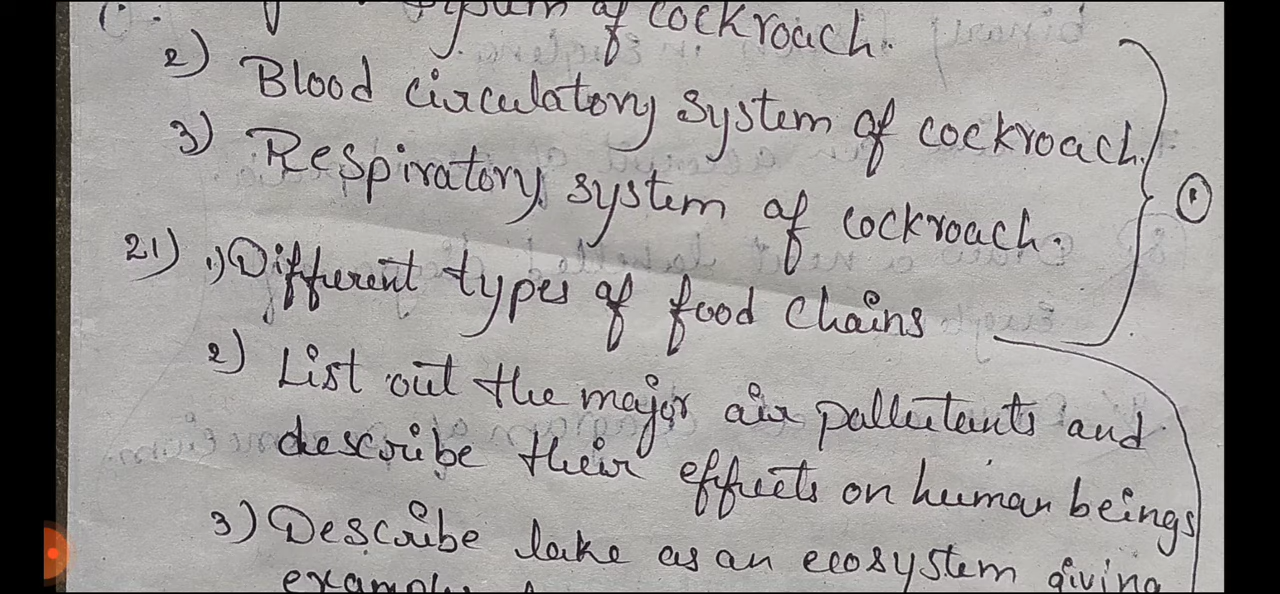 of cockroach.
2) Blood circulatory system of cockroach.
3) Respiratory system of cockroach.
21) 1) Different types of food chains
2) List out the major air pallutants and
describe their effects on human beings
3) Describe lake as an ecosystem giving